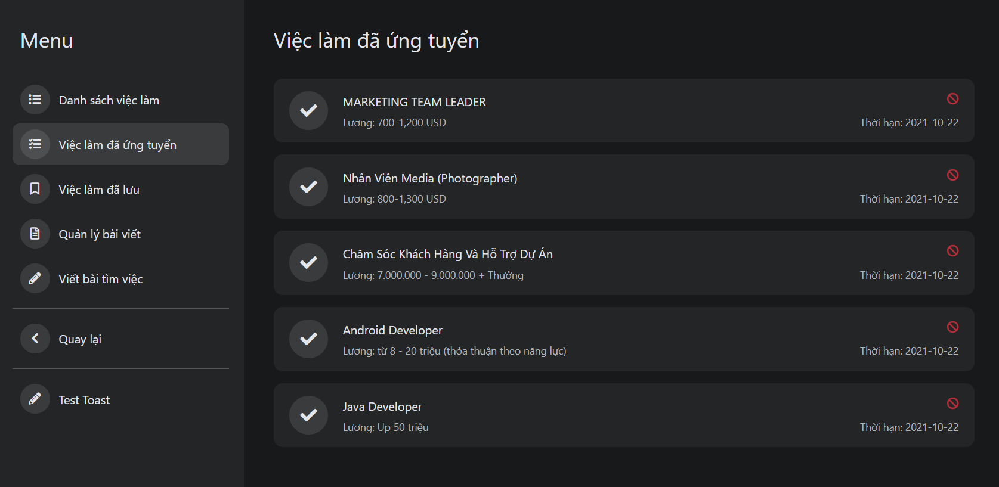 Menu
Danh sách việc làm
Việc làm đã ứng tuyển
Việc làm đã lưu
Quản lý bài viết
Viết bài tìm việc
Quay lại
Test Toast
Việc làm đã ứng tuyển
MARKETING TEAM LEADER
Lương: 700-1,200 USD
Thời hạn: 2021-10-22
Nhân Viên Media (Photographer)
Lương: 800-1,300 USD
Thời hạn: 2021-10-22
Chăm Sóc Khách Hàng Và Hỗ Trợ Dự Án
Lương: 7.000.000 - 9.000.000 + Thưởng
Thời hạn: 2021-10-22
Android Developer
Lương: từ 8 - 20 triệu (thỏa thuận theo năng lực)
Thời hạn: 2021-10-22
Java Developer
Lương: Up 50 triệu
Thời hạn: 2021-10-22